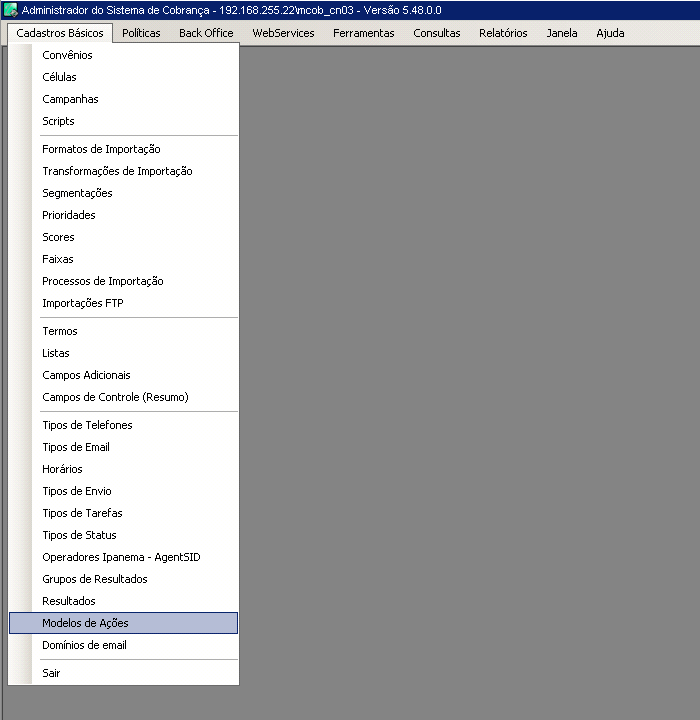 Administrador do Sistema de Cobrança - 192.168.255.22\mcob_cn03 - Versão 5.48.0.0
Cadastros Básicos Políticas Back Office WebServices Ferramentas Consultas Relatórios Janela Ajuda
Convênios
Células
Campanhas
Scripts
Formatos de Importação
Transformações de Importação
Segmentações
Prioridades
Scores
Faixas
Processos de Importação
Importações FTP
Termos
Listas
Campos Adicionais
Campos de Controle (Resumo)
Tipos de Telefones
Tipos de Email
Horários
Tipos de Envio
Tipos de Tarefas
Tipos de Status
Operadores Ipanema - AgentSID
Grupos de Resultados
Resultados
Modelos de Ações
Domínios de email
Sair